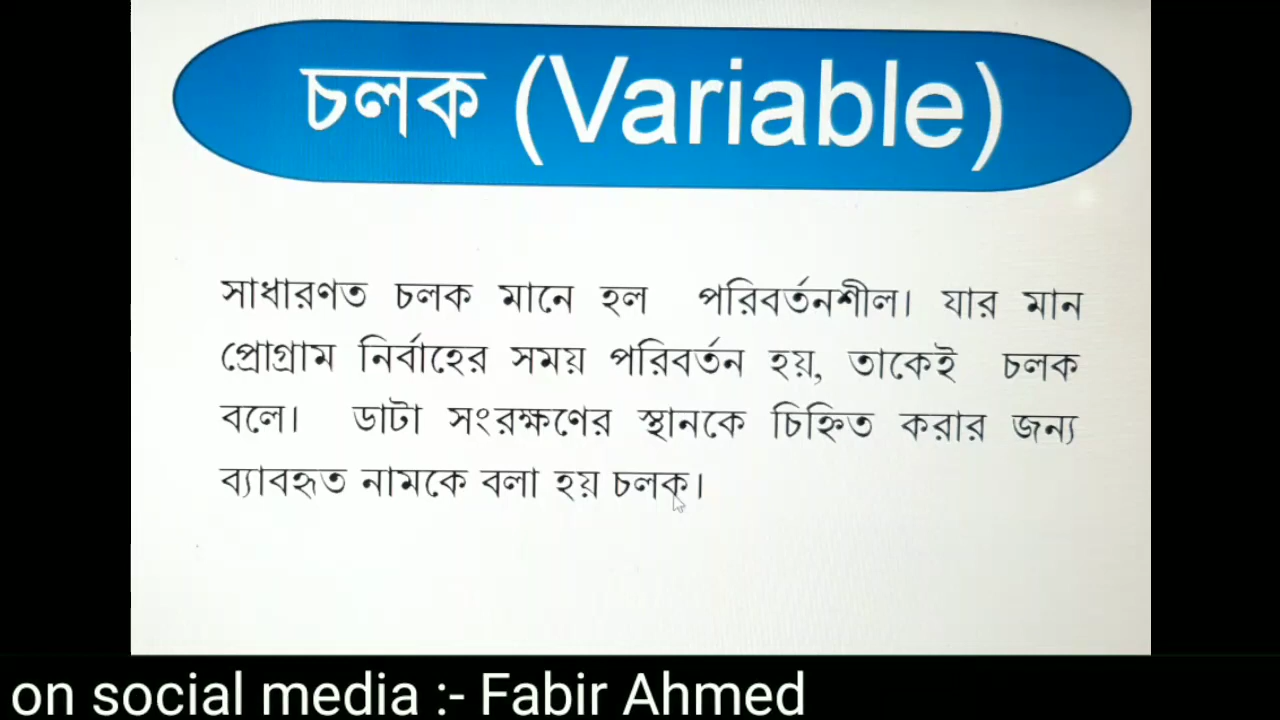 চলক (Variable)
সাধারণত চলক মানে হল পরিবর্তনশীল। যার মান
প্রোগ্রাম নির্বাহের সময় পরিবর্তন হয়, তাকেই চলক
বলে। ডাটা সংরক্ষণের স্থানকে চিহ্নিত করার জন্য
ব্যাবহৃত নামকে বলা হয় চলক।
on social media :- Fabir Ahmed